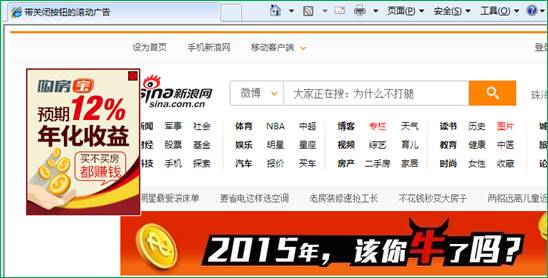 带关闭按钮的滚动广告
页面(P) 安全(S) 工具(O)
设为首页 手机新浪网 移动客户端
购房宝
预期12%
年化收益
买不买房
都赚钱
sina新浪网
sina.com.cn
微博 大家正在搜：为什么不打腿 搜索
新闻 军事 社会 体育 NBA 中超 博客 专栏 天气 读书 历史 图片
财经 股票 基金 娱乐 明星 星座 视频 综艺 育儿 教育 健康 中医
科技 手机 探索 汽车 报价 买车 房产 二手房 家居 时尚 女性 收藏
明星最爱滚床单 更省电这样选空调 老房装修速抢工长 不花钱秒变大房子 两招远离儿童近
2015年，该你牛了吗?